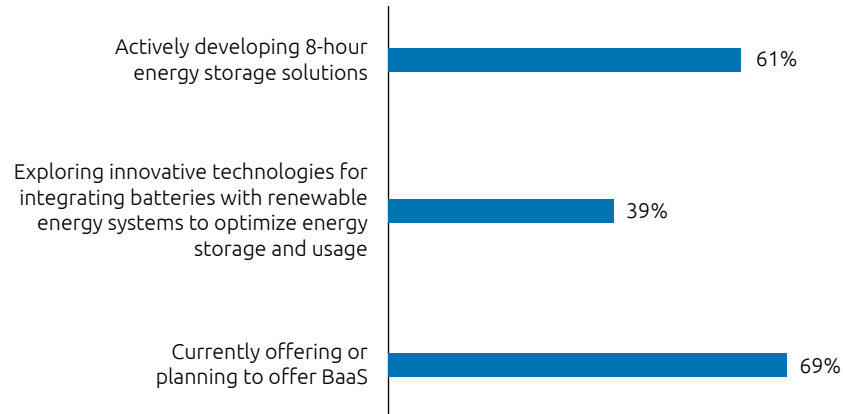 Actively developing 8-hour
energy storage solutions
61%
Exploring innovative technologies for
integrating batteries with renewable
energy systems to optimize energy
storage and usage
39%
Currently offering or
planning to offer BaaS
69%